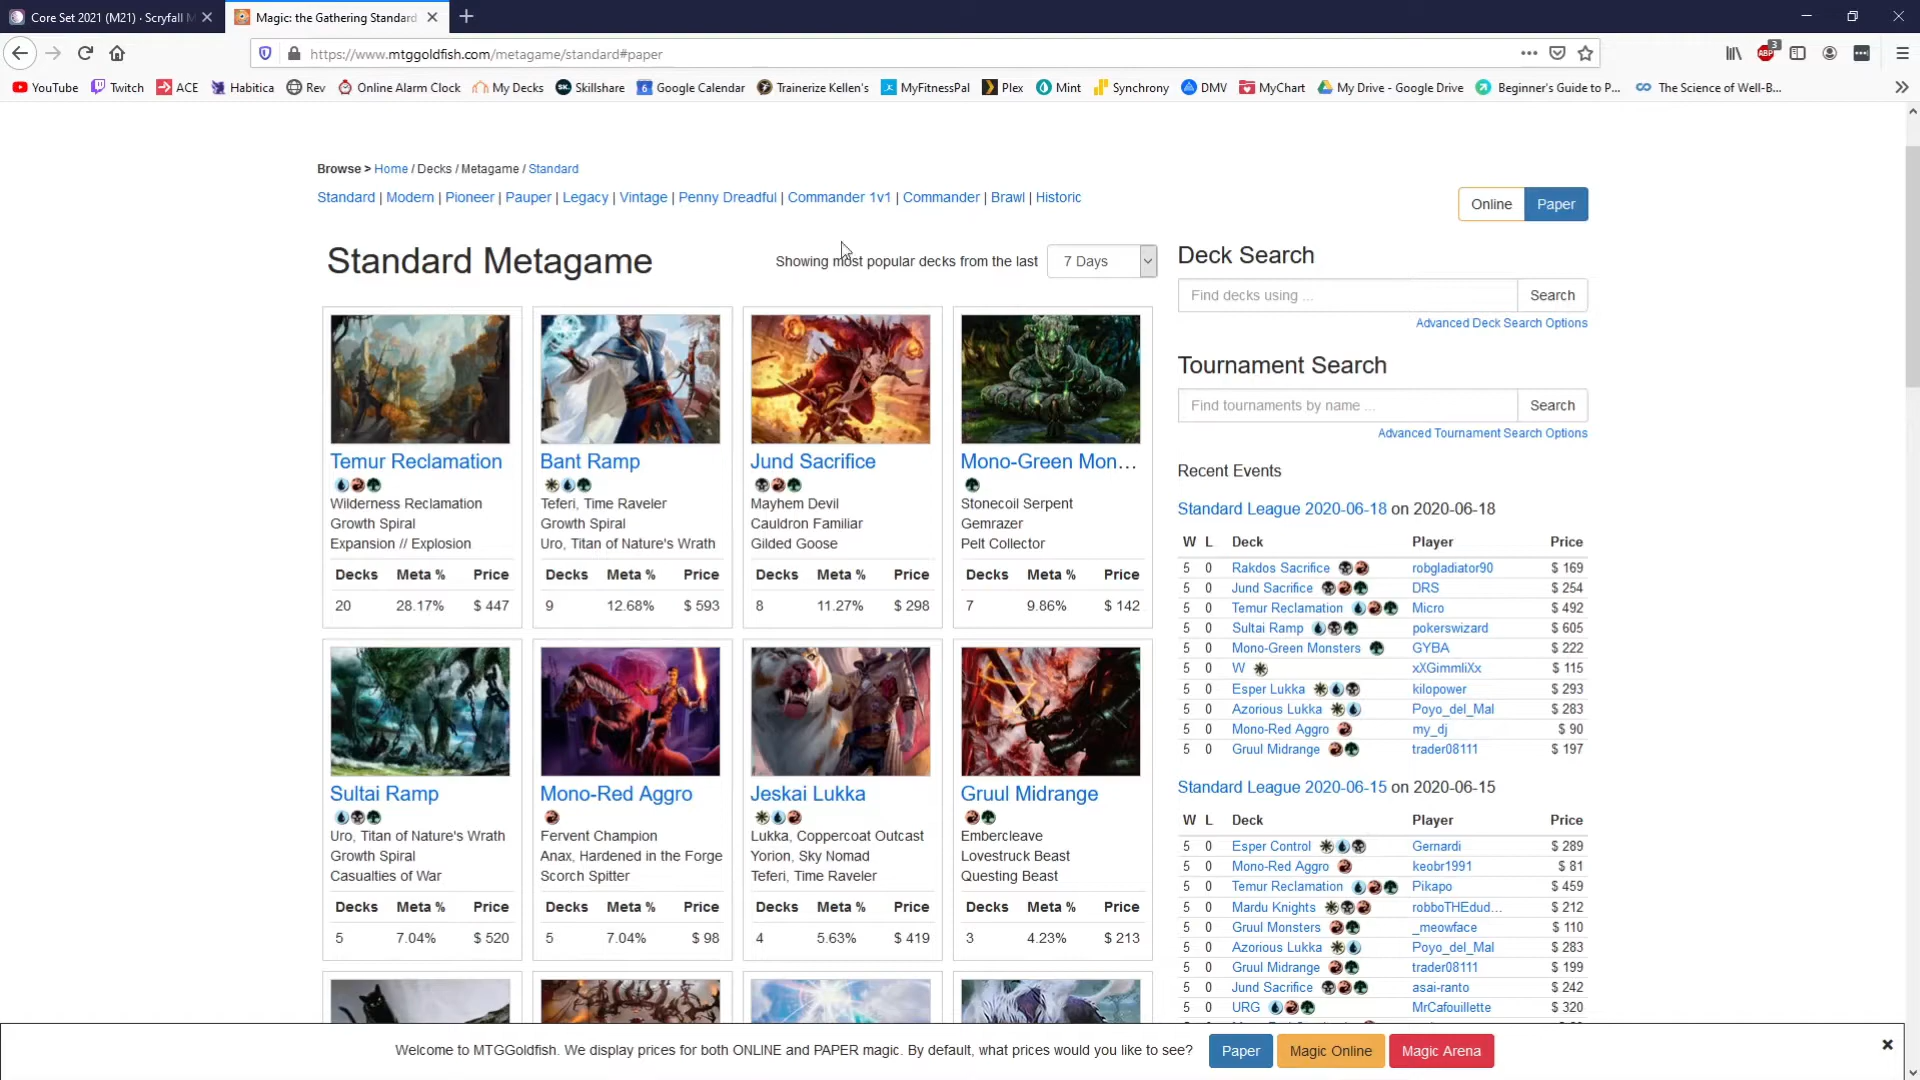 Core Set 2021 (M21) · Scryfall M
Magic: the Gathering Standard
https://www.mtggoldfish.com/metagame/standard#paper
3
ABP
YouTube Twitch ACE Habitica Rev Online Alarm Clock My Decks Skillshare Google Calendar Trainerize Kellen's MyFitnessPal Plex Mint Synchrony DMV MyChart My Drive - Google Drive Beginner's Guide to P... The Science of Well-B...
Browse > Home / Decks / Metagame / Standard
Standard | Modern | Pioneer | Pauper | Legacy | Vintage | Penny Dreadful | Commander 1v1 | Commander | Brawl | Historic
Online Paper
Standard Metagame
Showing most popular decks from the last 7 Days
Temur Reclamation
Wilderness Reclamation
Growth Spiral
Expansion // Explosion
Decks Meta % Price
20 28.17% $ 447
Bant Ramp
Teferi, Time Raveler
Growth Spiral
Uro, Titan of Nature's Wrath
Decks Meta % Price
9 12.68% $ 593
Jund Sacrifice
Mayhem Devil
Cauldron Familiar
Gilded Goose
Decks Meta % Price
8 11.27% $ 298
Mono-Green Mon...
Stonecoil Serpent
Gemrazer
Pelt Collector
Decks Meta % Price
7 9.86% $ 142
Sultai Ramp
Uro, Titan of Nature's Wrath
Growth Spiral
Casualties of War
Decks Meta % Price
5 7.04% $ 520
Mono-Red Aggro
Fervent Champion
Anax, Hardened in the Forge
Scorch Spitter
Decks Meta % Price
5 7.04% $ 98
Jeskai Lukka
Lukka, Coppercoat Outcast
Yorion, Sky Nomad
Teferi, Time Raveler
Decks Meta % Price
4 5.63% $ 419
Gruul Midrange
Embercleave
Lovestruck Beast
Questing Beast
Decks Meta % Price
3 4.23% $ 213
Deck Search
Find decks using ... Search
Advanced Deck Search Options
Tournament Search
Find tournaments by name ... Search
Advanced Tournament Search Options
Recent Events
Standard League 2020-06-18 on 2020-06-18
W L Deck Player Price
5 0 Rakdos Sacrifice robgladiator90 $ 169
5 0 Jund Sacrifice DRS $ 254
5 0 Temur Reclamation Micro $ 492
5 0 Sultai Ramp pokerswizard $ 605
5 0 Mono-Green Monsters GYBA $ 222
5 0 W xXGimmliXx $ 115
5 0 Esper Lukka kilopower $ 293
5 0 Azorious Lukka Poyo_del_Mal $ 283
5 0 Mono-Red Aggro my_dj $ 90
5 0 Gruul Midrange trader08111 $ 197
Standard League 2020-06-15 on 2020-06-15
W L Deck Player Price
5 0 Esper Control Gernardi $ 289
5 0 Mono-Red Aggro keobr1991 $ 81
5 0 Temur Reclamation Pikapo $ 459
5 0 Mardu Knights robboTHEdud... $ 212
5 0 Gruul Monsters _meowface $ 110
5 0 Azorious Lukka Poyo_del_Mal $ 283
5 0 Gruul Midrange trader08111 $ 199
5 0 Jund Sacrifice asai-ranto $ 242
5 0 URG MrCafouillette $ 320
Welcome to MTGGoldfish. We display prices for both ONLINE and PAPER magic. By default, what prices would you like to see? Paper Magic Online Magic Arena